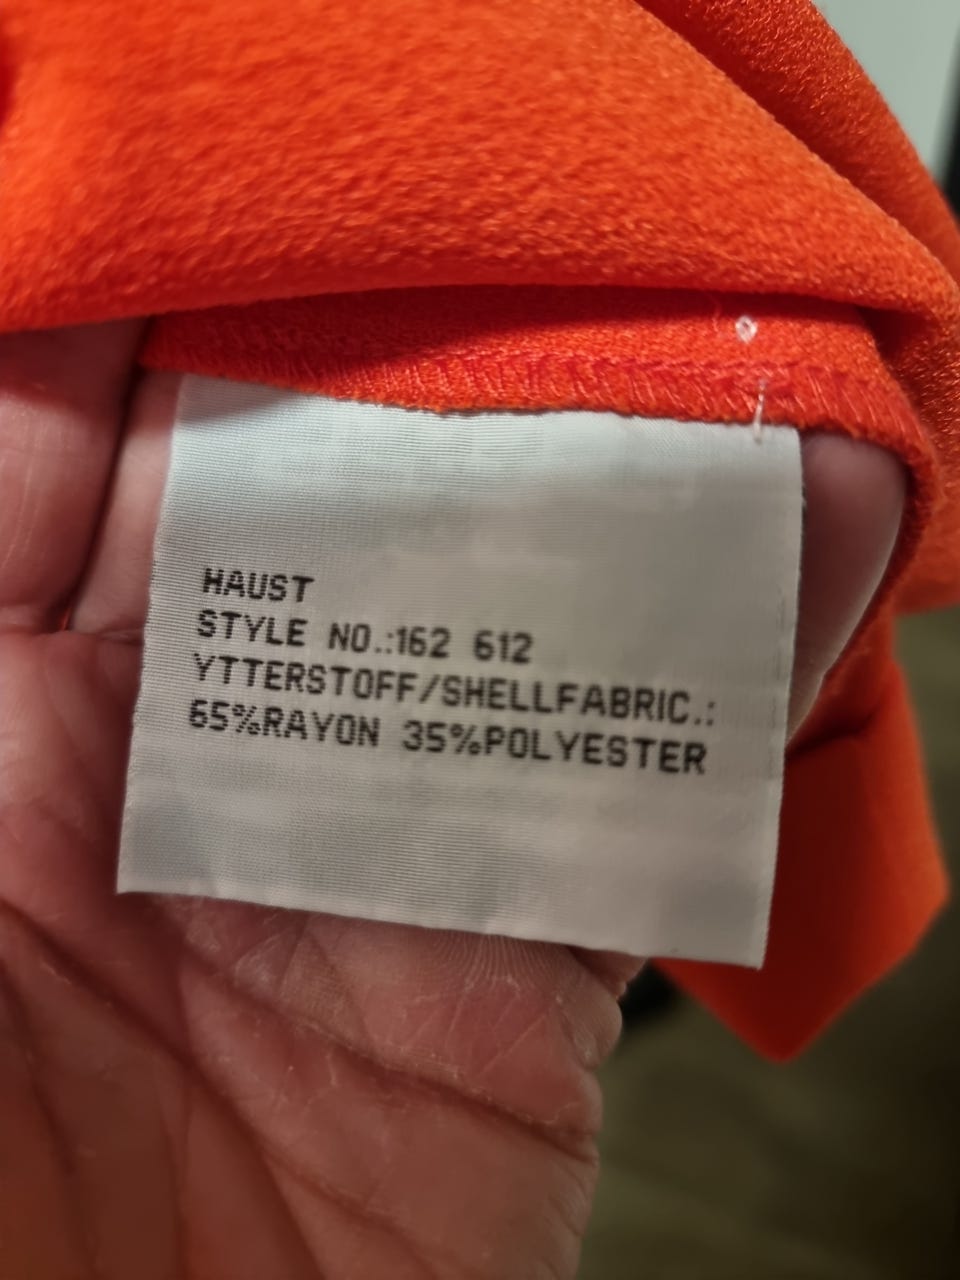 HAUST
STYLE NO.:162 612
YTTERSTOFF/SHELLFABRIC.:
65%RAYON 35%POLYESTER